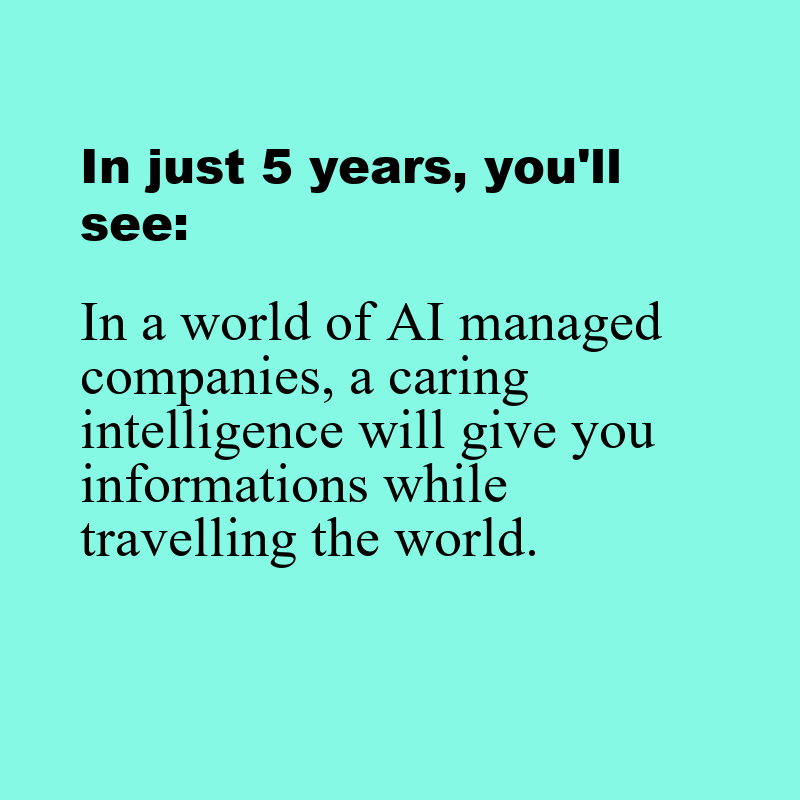 In just 5 years, you'll
see:
In a world of AI managed
companies, a caring
intelligence will give you
informations while
travelling the world.